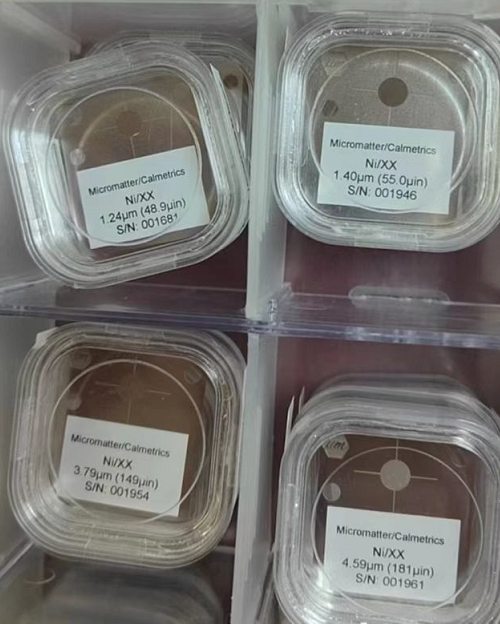 Micromatter/Calmetrics
Ni/XX
1.24µm (48.9µin)
S/N: 001681
Micromatter/Calmetrics
Ni/XX
1.40µm (55.0µin)
S/N: 001946
Micromatter/Calmetrics
Ni/XX
3.79µm (149µin)
S/N: 001954
Micromatter/Calmetrics
Ni/XX
4.59µm (181µin)
S/N: 001961